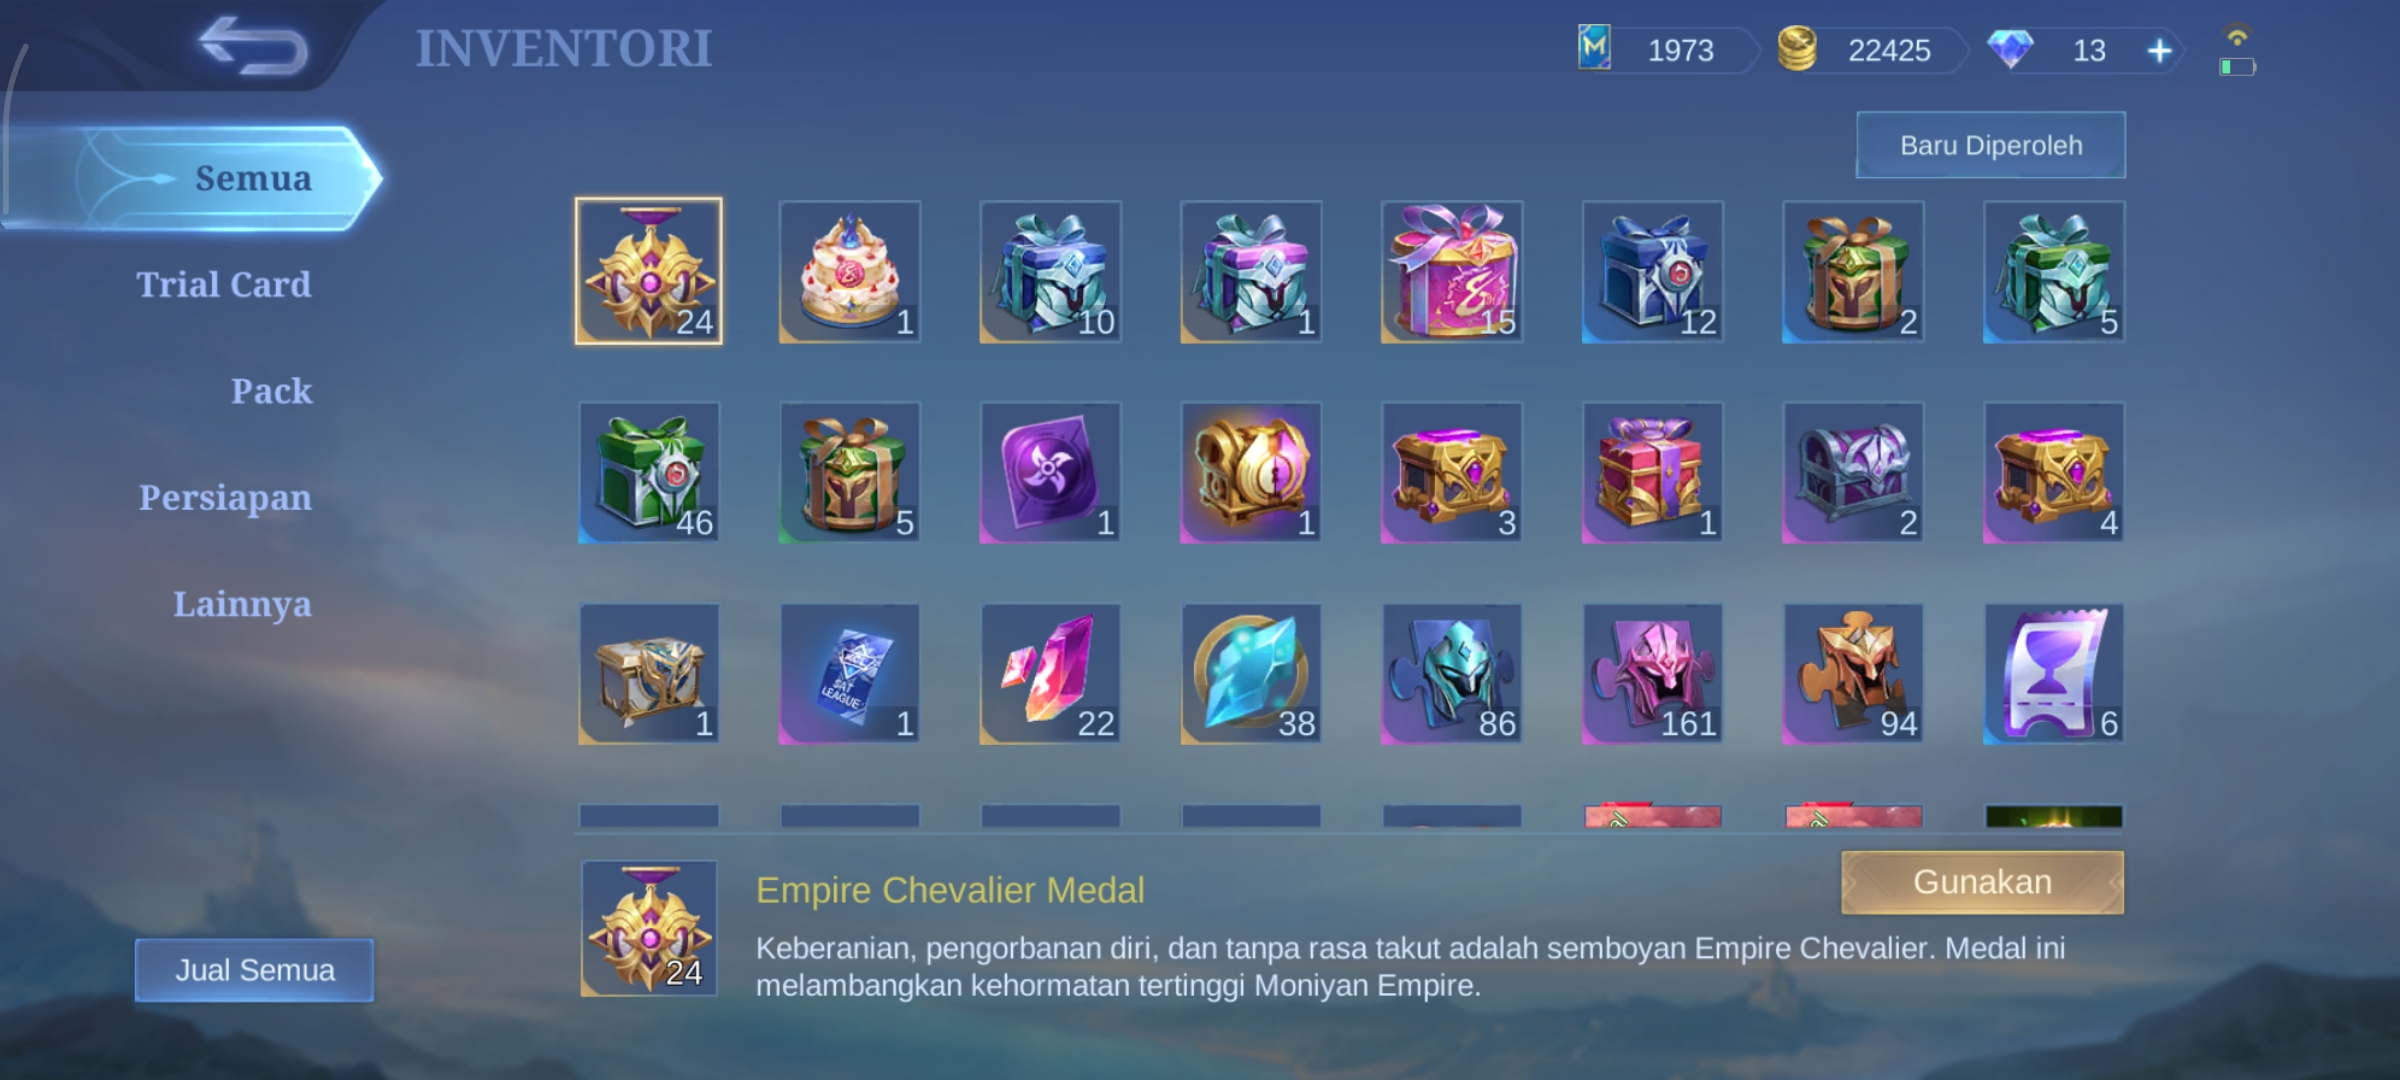 INVENTORI
1973
22425
13
Baru Diperoleh
Semua
Trial Card
Pack
Persiapan
Lainnya
24
1
10
1
15
12
2
5
46
5
1
1
3
1
2
4
1
1
22
38
86
161
94
6
LEAGUE
24
Empire Chevalier Medal
Gunakan
Keberanian, pengorbanan diri, dan tanpa rasa takut adalah semboyan Empire Chevalier. Medal ini
melambangkan kehormatan tertinggi Moniyan Empire.
Jual Semua